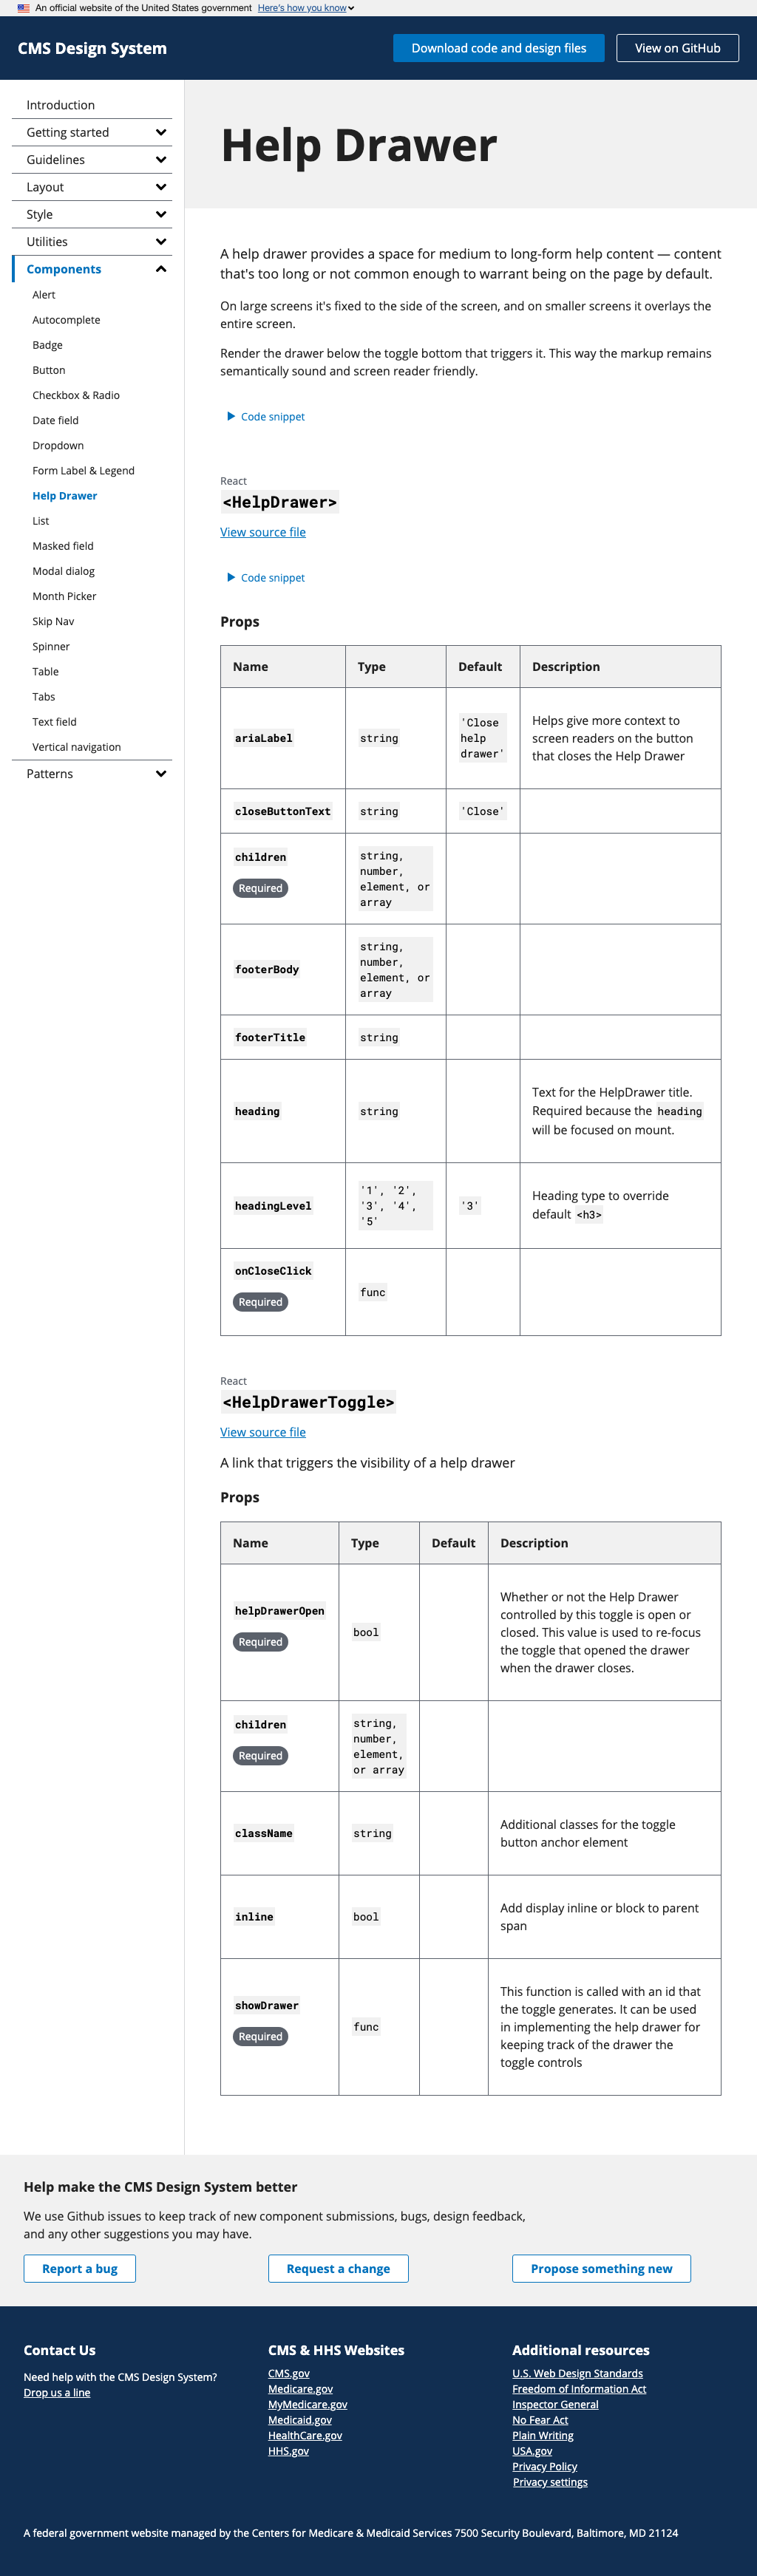 An official website of the United States government Here's how you know
CMS Design System
Download code and design files
View on GitHub
Introduction
Getting started
Guidelines
Layout
Style
Utilities
Components
Alert
Autocomplete
Badge
Button
Checkbox & Radio
Date field
Dropdown
Form Label & Legend
Help Drawer
List
Masked field
Modal dialog
Month Picker
Skip Nav
Spinner
Table
Tabs
Text field
Vertical navigation
Patterns
Help Drawer
A help drawer provides a space for medium to long-form help content — content
that's too long or not common enough to warrant being on the page by default.
On large screens it's fixed to the side of the screen, and on smaller screens it overlays the
entire screen.
Render the drawer below the toggle bottom that triggers it. This way the markup remains
semantically sound and screen reader friendly.
Code snippet
React
<HelpDrawer>
View source file
Code snippet
Props
Name Type Default Description
ariaLabel
string
'Close
help
drawer'
Helps give more context to
screen readers on the button
that closes the Help Drawer
closeButtonText
string
'Close'
children
Required
string,
number,
element, or
array
footerBody
string,
number,
element, or
array
footerTitle
string
heading
string
Text for the HelpDrawer title.
Required because the heading
will be focused on mount.
headingLevel
'1', '2',
'3', '4',
'5'
'3'
Heading type to override
default <h3>
onCloseClick
Required
func
React
<HelpDrawerToggle>
View source file
A link that triggers the visibility of a help drawer
Props
Name Type Default Description
helpDrawerOpen
Required
bool
Whether or not the Help Drawer
controlled by this toggle is open or
closed. This value is used to re-focus
the toggle that opened the drawer
when the drawer closes.
children
Required
string,
number,
element,
or array
className
string
Additional classes for the toggle
button anchor element
inline
bool
Add display inline or block to parent
span
showDrawer
Required
func
This function is called with an id that
the toggle generates. It can be used
in implementing the help drawer for
keeping track of the drawer the
toggle controls
Help make the CMS Design System better
We use Github issues to keep track of new component submissions, bugs, design feedback,
and any other suggestions you may have.
Report a bug
Request a change
Propose something new
Contact Us
Need help with the CMS Design System?
Drop us a line
CMS & HHS Websites
CMS.gov
Medicare.gov
MyMedicare.gov
Medicaid.gov
HealthCare.gov
HHS.gov
Additional resources
U.S. Web Design Standards
Freedom of Information Act
Inspector General
No Fear Act
Plain Writing
USA.gov
Privacy Policy
Privacy settings
A federal government website managed by the Centers for Medicare & Medicaid Services 7500 Security Boulevard, Baltimore, MD 21124